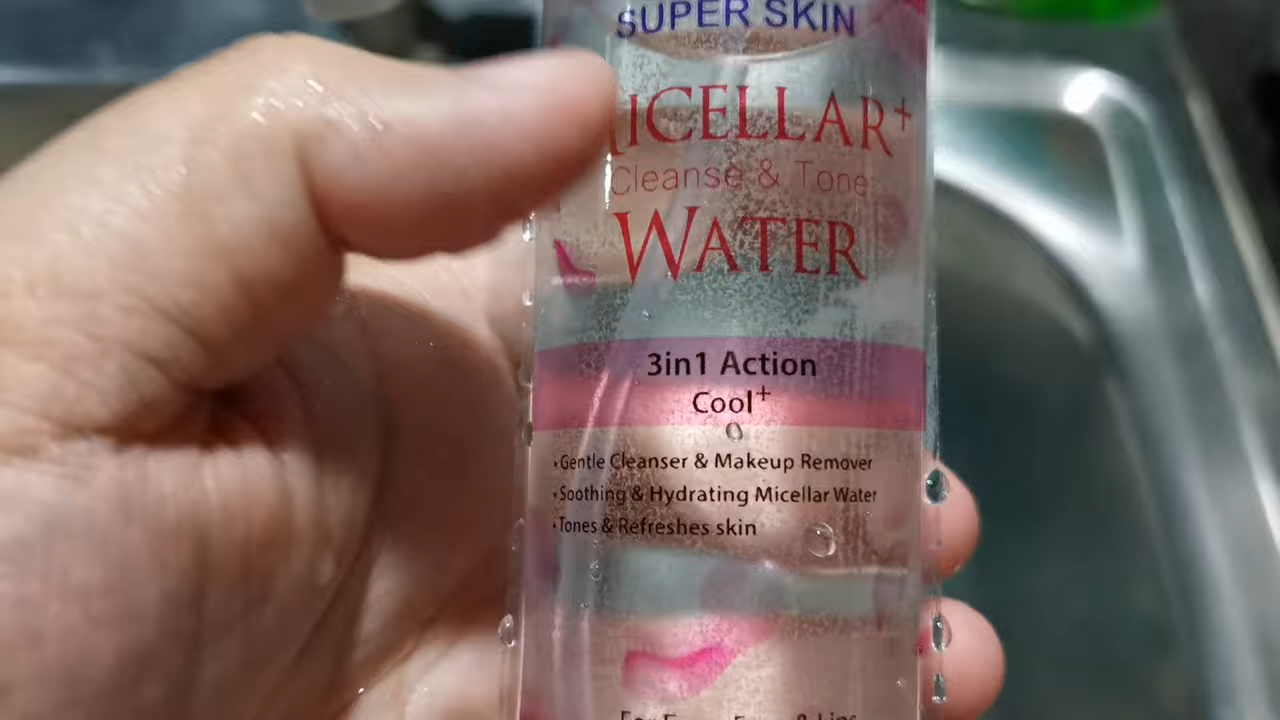 SUPER SKIN
MICELLAR+
Cleanse & Tone
WATER
3in1 Action
Cool+
•Gentle Cleanser & Makeup Remover
•Soothing & Hydrating Micellar Water
•Tones & Refreshes skin